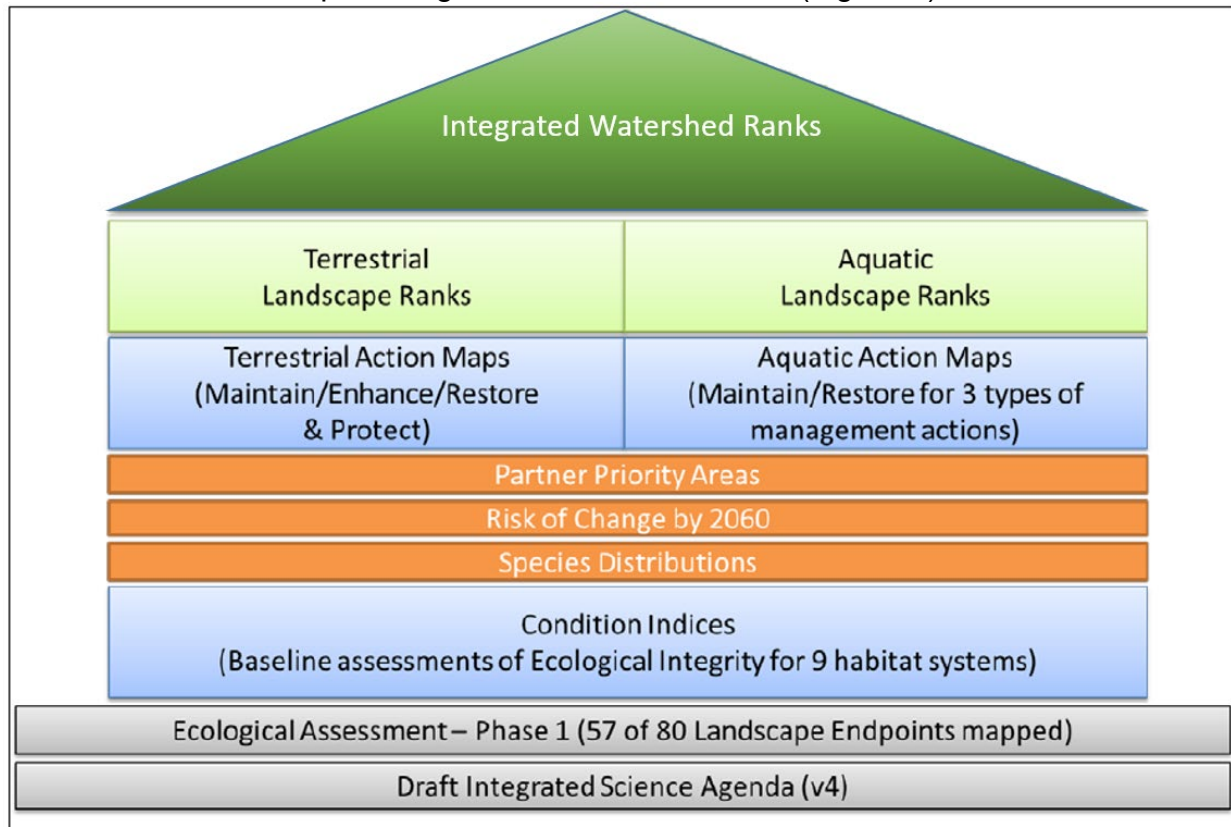 Integrated Watershed Ranks
Terrestrial
Landscape Ranks
Aquatic
Landscape Ranks
Terrestrial Action Maps
(Maintain/Enhance/Restore
& Protect)
Aquatic Action Maps
(Maintain/Restore for 3 types of
management actions)
Partner Priority Areas
Risk of Change by 2060
Species Distributions
Condition Indices
(Baseline assessments of Ecological Integrity for 9 habitat systems)
Ecological Assessment – Phase 1 (57 of 80 Landscape Endpoints mapped)
Draft Integrated Science Agenda (v4)